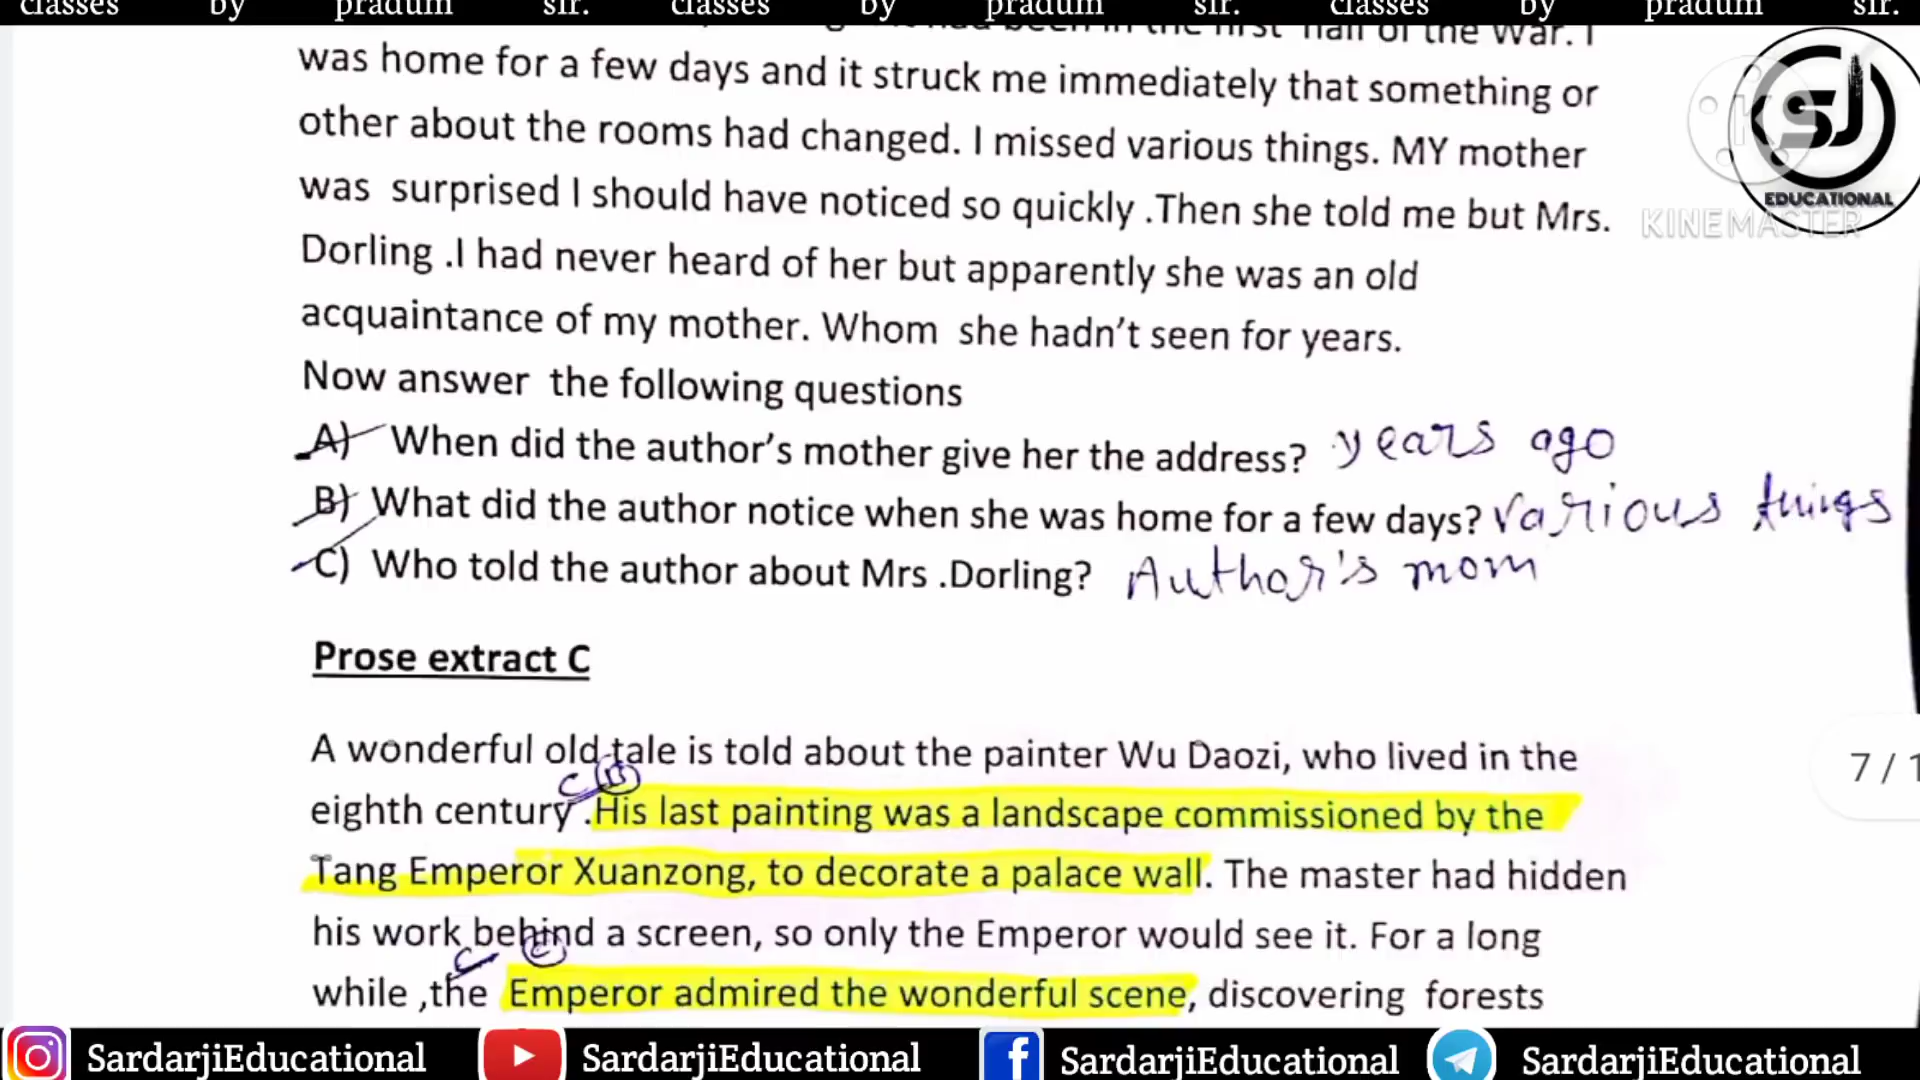 classes by pradum sir. classes by pradum sir. classes by pradum sir.
been in the first half of the War. I
was home for a few days and it struck me immediately that something or
other about the rooms had changed. I missed various things. MY mother
was surprised I should have noticed so quickly .Then she told me but Mrs.
Dorling .I had never heard of her but apparently she was an old
acquaintance of my mother. Whom she hadn't seen for years.
Now answer the following questions
A) When did the author's mother give her the address? years ago
B) What did the author notice when she was home for a few days? various things
C) Who told the author about Mrs .Dorling? Author's mom
SJ
EDUCATIONAL
KINEMASTER
Prose extract C
A wonderful old tale is told about the painter Wu Daozi, who lived in the
eighth century .His last painting was a landscape commissioned by the
Tang Emperor Xuanzong, to decorate a palace wall. The master had hidden
his work behind a screen, so only the Emperor would see it. For a long
while ,the Emperor admired the wonderful scene, discovering forests
7 / 1
SardarjiEducational SardarjiEducational SardarjiEducational SardarjiEducational